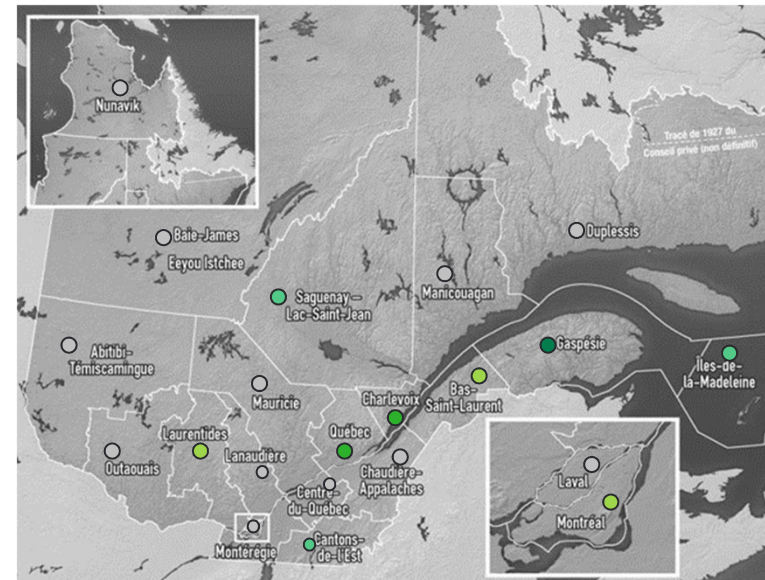 Nunavik
Tracé de 1927 du
Conseil privé (non définitif)
Baie-James
Eeyou Istchee
Duplessis
Saguenay –
Lac-Saint-Jean
Manicouagan
Abitibi-
Témiscamingue
Gaspésie
Îles-de-
la-Madeleine
Mauricie
Charlevoix
Bas-
Saint-Laurent
Laurentides
Québec
Outaouais
Lanaudière
Chaudière-
Appalaches
Centre-
du-Québec
Laval
Montréal
Montérégie
Cantons-
de-l'Est